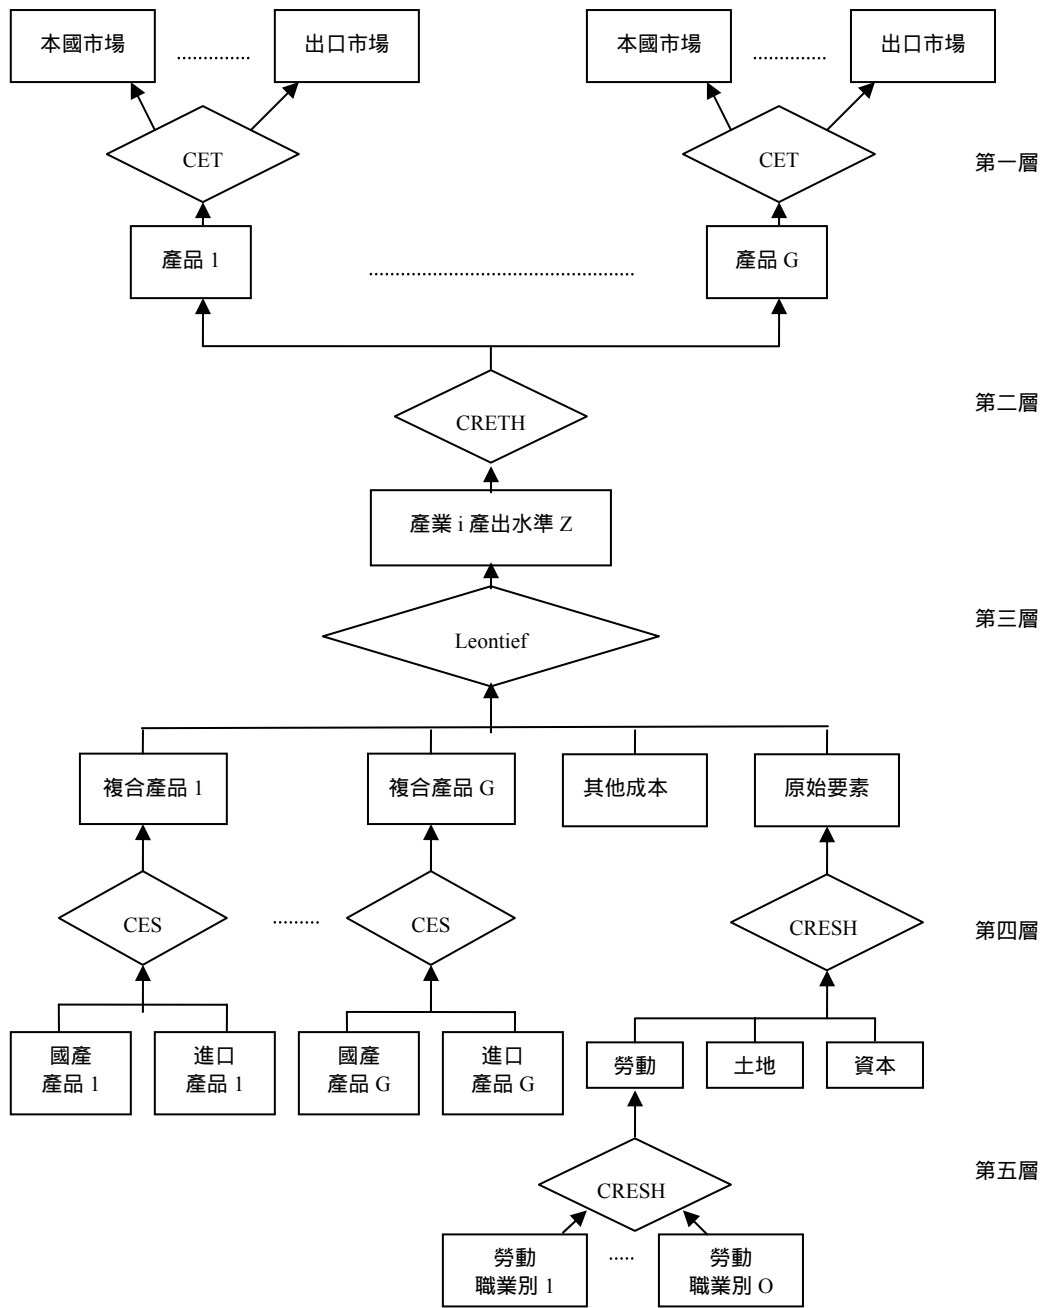 本國市場
..............
出口市場
本國市場
..............
出口市場
CET
CET
第一層
產品 1
.....................................................
產品 G
CRETH
第二層
產業 i 產出水準 Z
Leontief
第三層
複合產品 1
複合產品 G
其他成本
原始要素
CES
.........
CES
CRESH
第四層
國產
產品 1
進口
產品 1
國產
產品 G
進口
產品 G
勞動
土地
資本
CRESH
第五層
勞動
職業別 1
.....
勞動
職業別 O